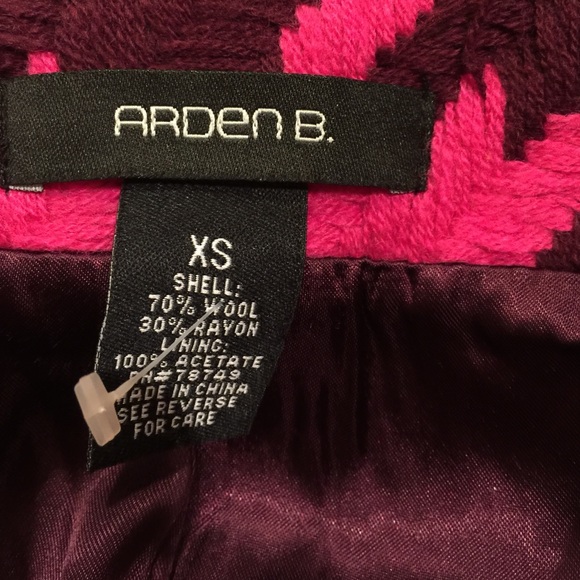 ARDEN B.
XS
SHELL:
70% WOOL
30% RAYON
LINING:
100% ACETATE
RN# 78749
MADE IN CHINA
SEE REVERSE
FOR CARE